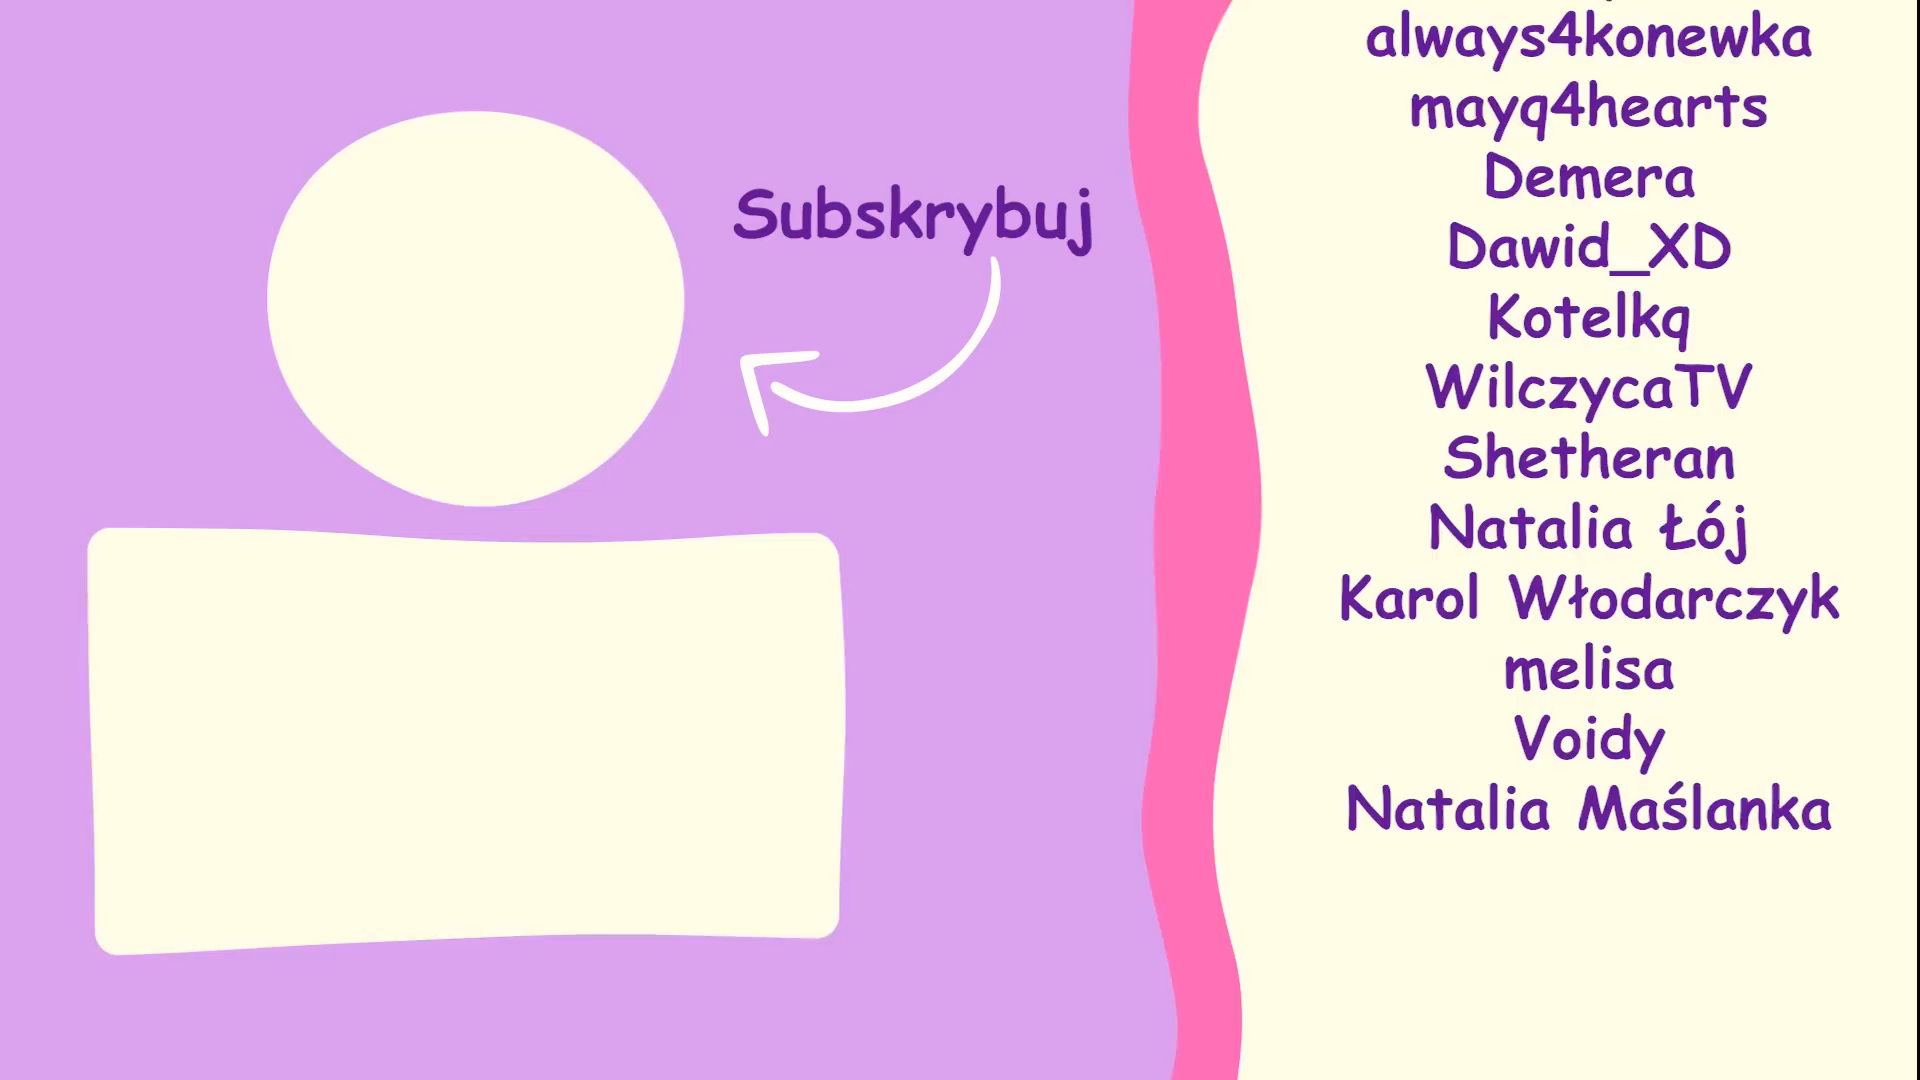 Subskrybuj
always4konewka
mayq4hearts
Demera
Dawid_XD
Kotelkq
WilczycaTV
Shetheran
Natalia Łój
Karol Włodarczyk
melisa
Voidy
Natalia Maślanka